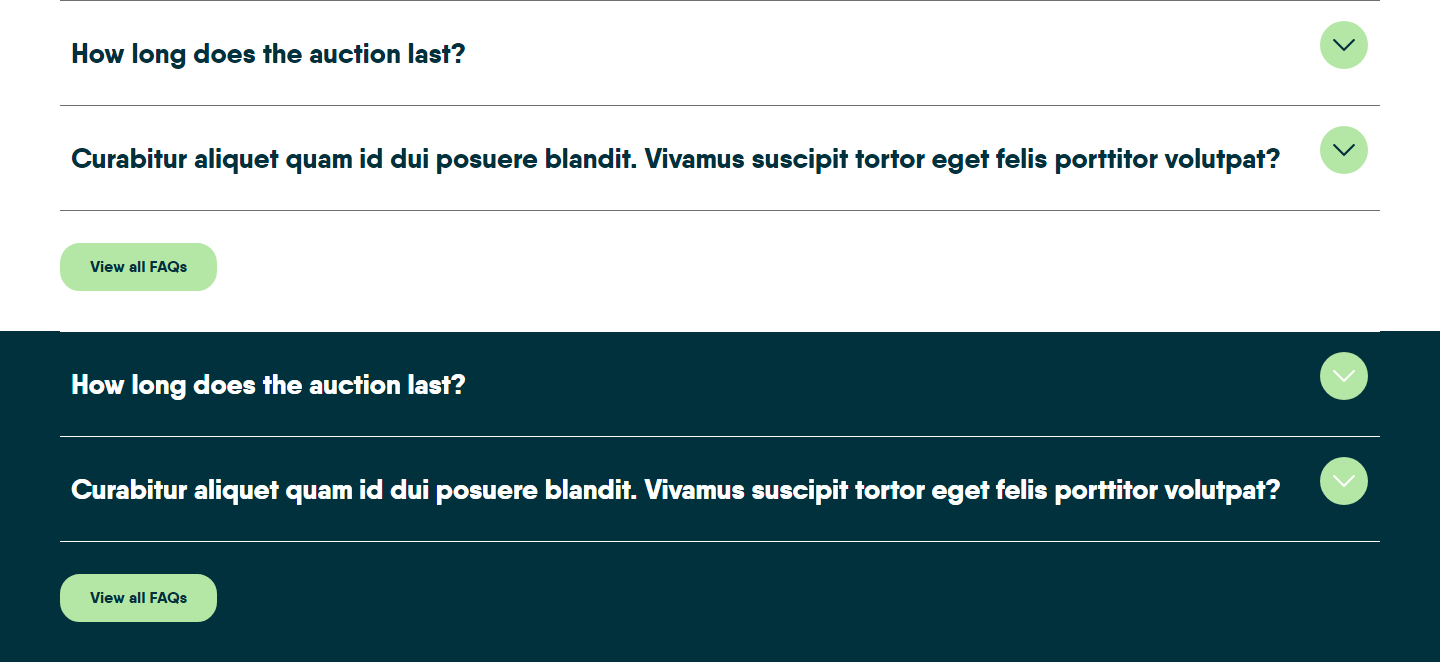 How long does the auction last?
Curabitur aliquet quam id dui posuere blandit. Vivamus suscipit tortor eget felis porttitor volutpat?
View all FAQs
How long does the auction last?
Curabitur aliquet quam id dui posuere blandit. Vivamus suscipit tortor eget felis porttitor volutpat?
View all FAQs